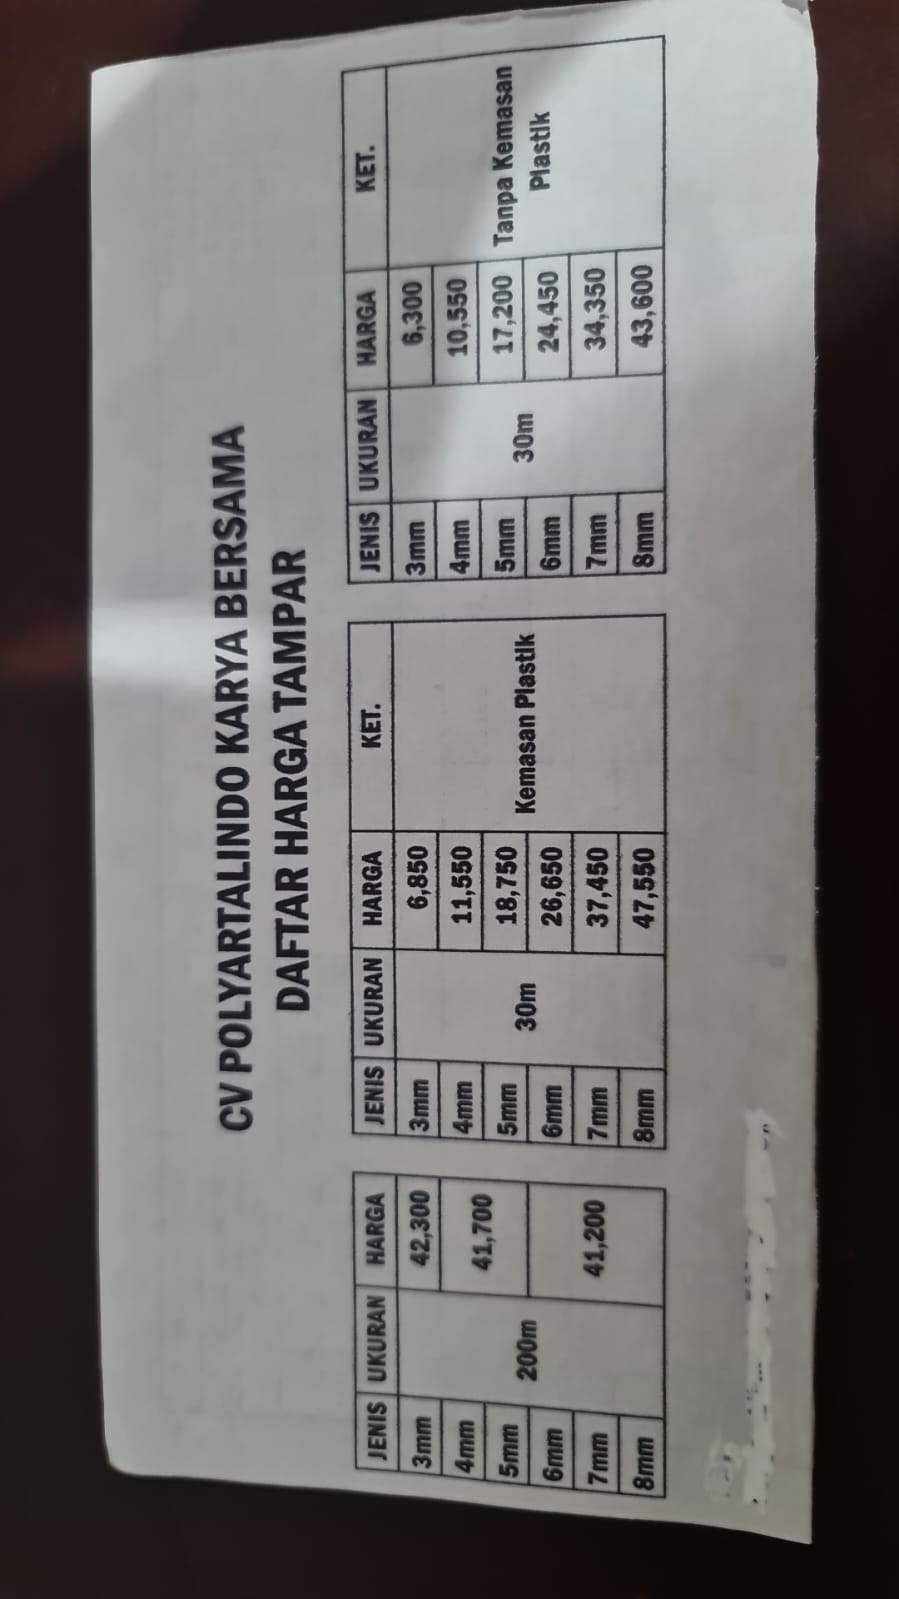 CV POLYARTALINDO KARYA BERSAMA
DAFTAR HARGA TAMPAR
JENIS UKURAN HARGA
3mm 42,300
4mm
41,700
5mm
200m
6mm
7mm 41,200
8mm
JENIS UKURAN HARGA KET.
3mm 6,850
4mm 11,550
5mm 18,750
30m Kemasan Plastik
6mm 26,650
7mm 37,450
8mm 47,550
JENIS UKURAN HARGA KET.
3mm 6,300
4mm 10,550
5mm 17,200 Tanpa Kemasan
30m Plastik
6mm 24,450
7mm 34,350
8mm 43,600